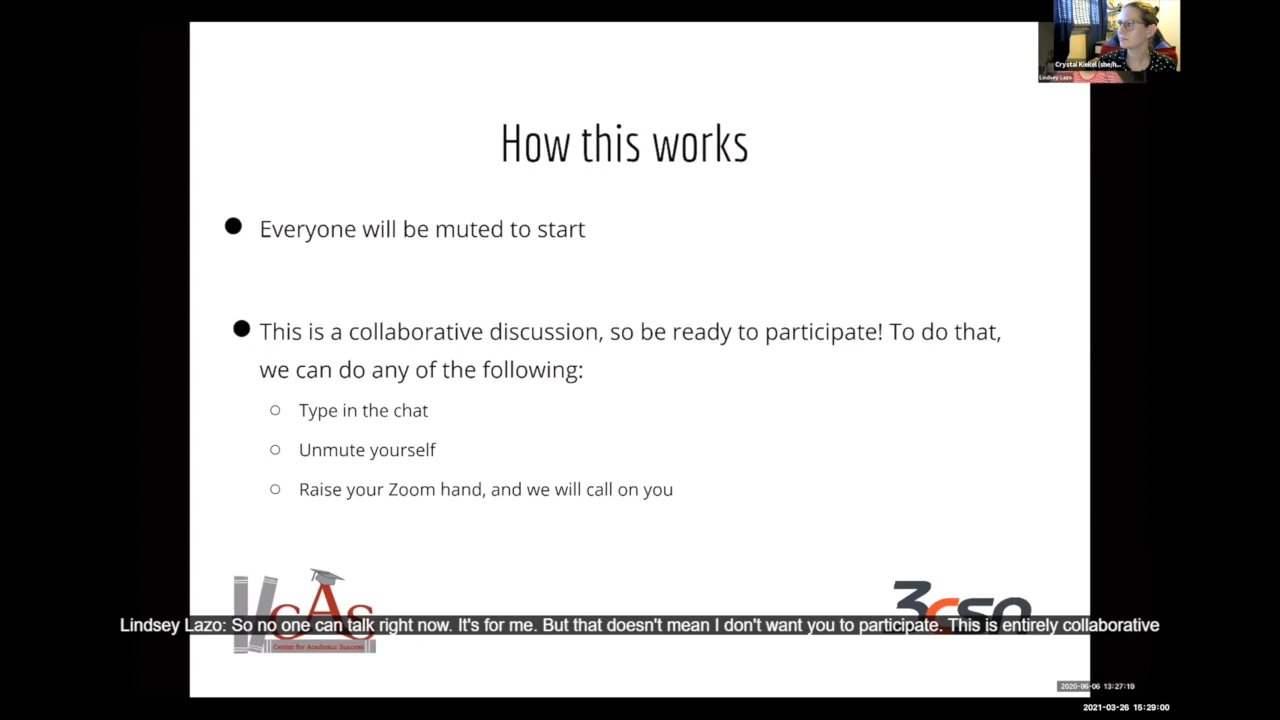 Crystal Kiekel (she/h...
Lindsey Lazo
How this works
Everyone will be muted to start
This is a collaborative discussion, so be ready to participate! To do that,
we can do any of the following:
Type in the chat
Unmute yourself
Raise your Zoom hand, and we will call on you
CAS
3CSN
Lindsey Lazo: So no one can talk right now. It's for me. But that doesn't mean I don't want you to participate. This is entirely collaborative
Center for Academic Success
2020-06-06 13:27:19
2021-03-26 15:29:00